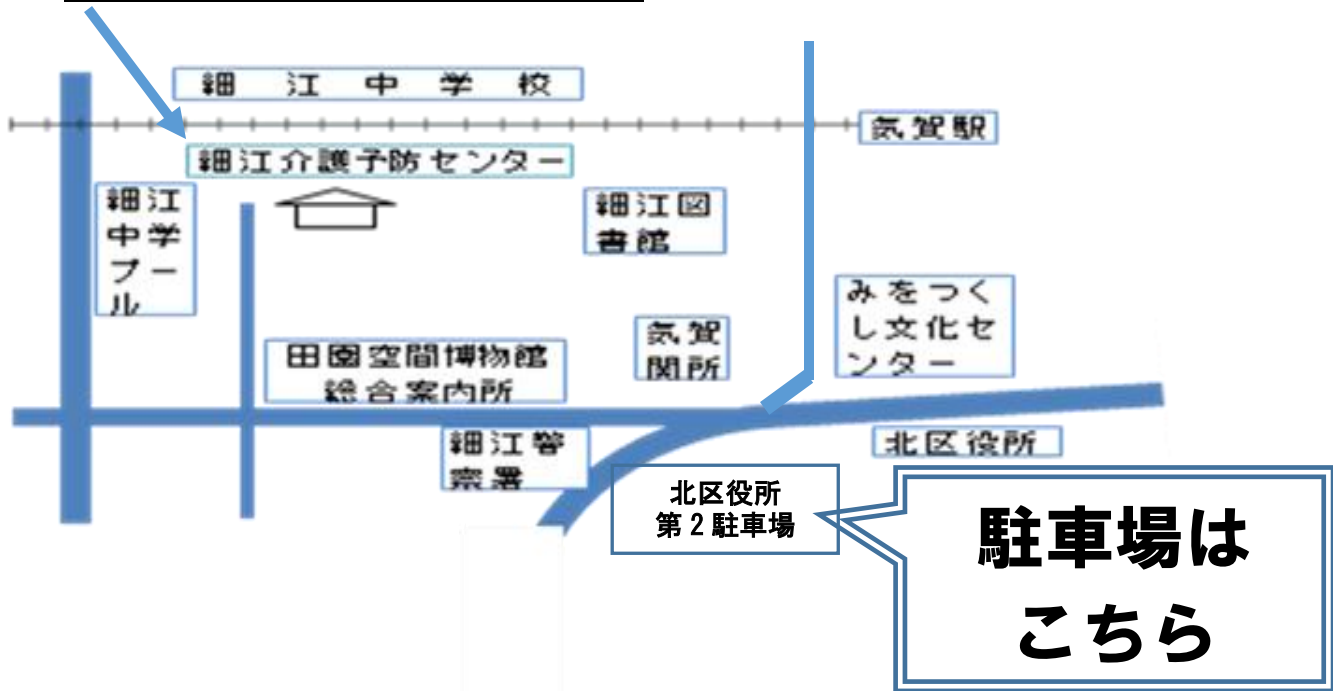 細江中学校
気賀駅
細江介護予防センター
細江
中学
プー
ル
細江図
書館
みをつく
し文化セ
ンター
気賀
関所
田園空間博物館
総合案内所
細江警
察署
北区役所
北区役所
第2駐車場
駐車場は
こちら